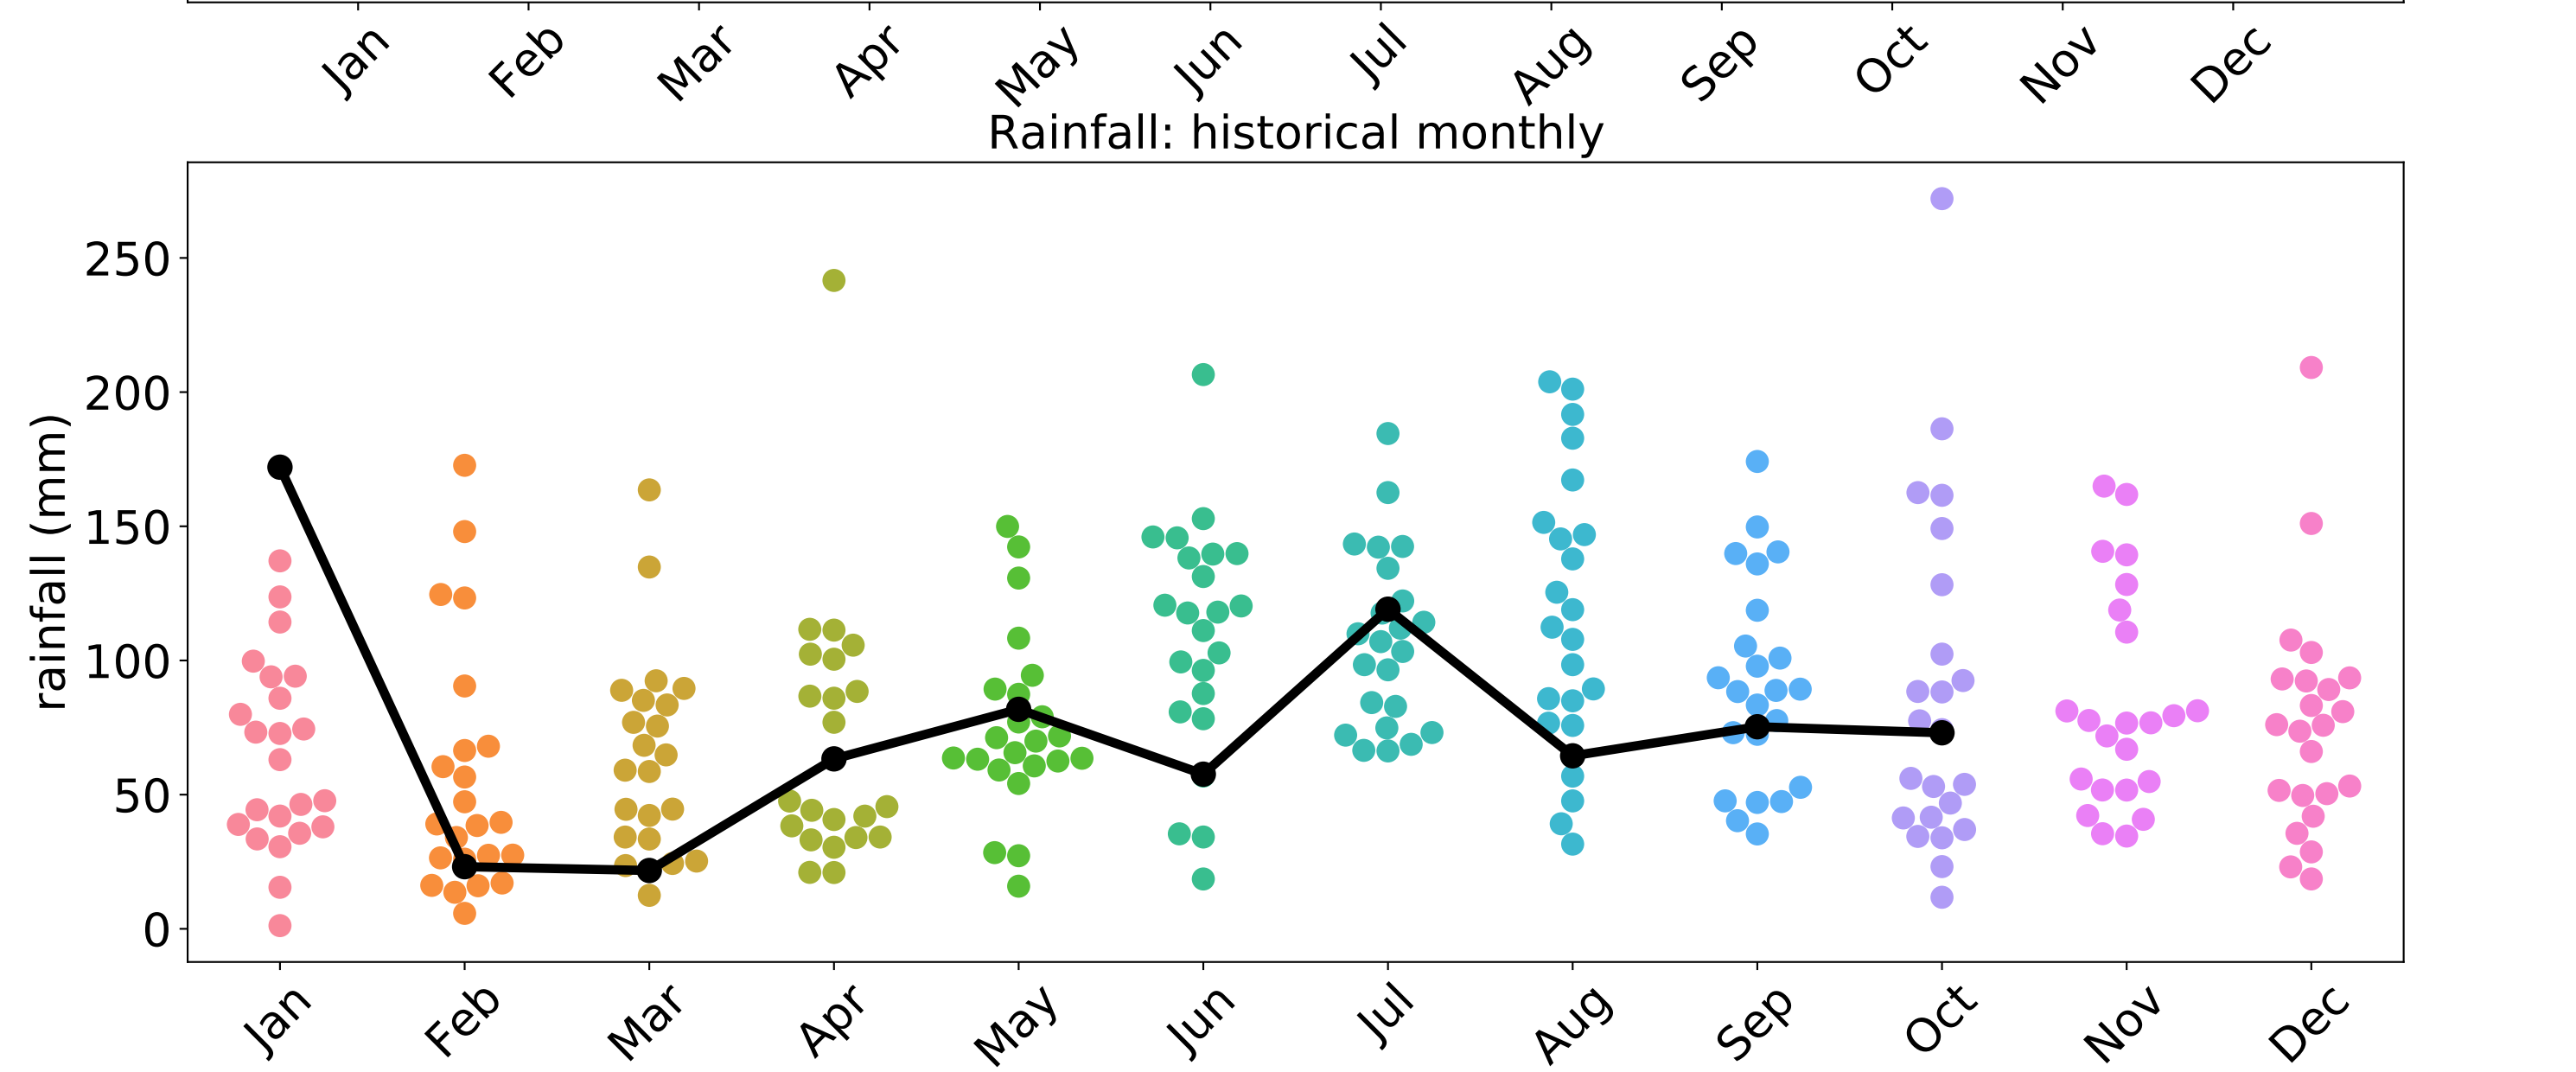 Jan Feb Mar Apr May Jun Jul Aug Sep Oct Nov Dec
Rainfall: historical monthly
rainfall (mm)
250
200
150
100
50
0
Jan Feb Mar Apr May Jun Jul Aug Sep Oct Nov Dec